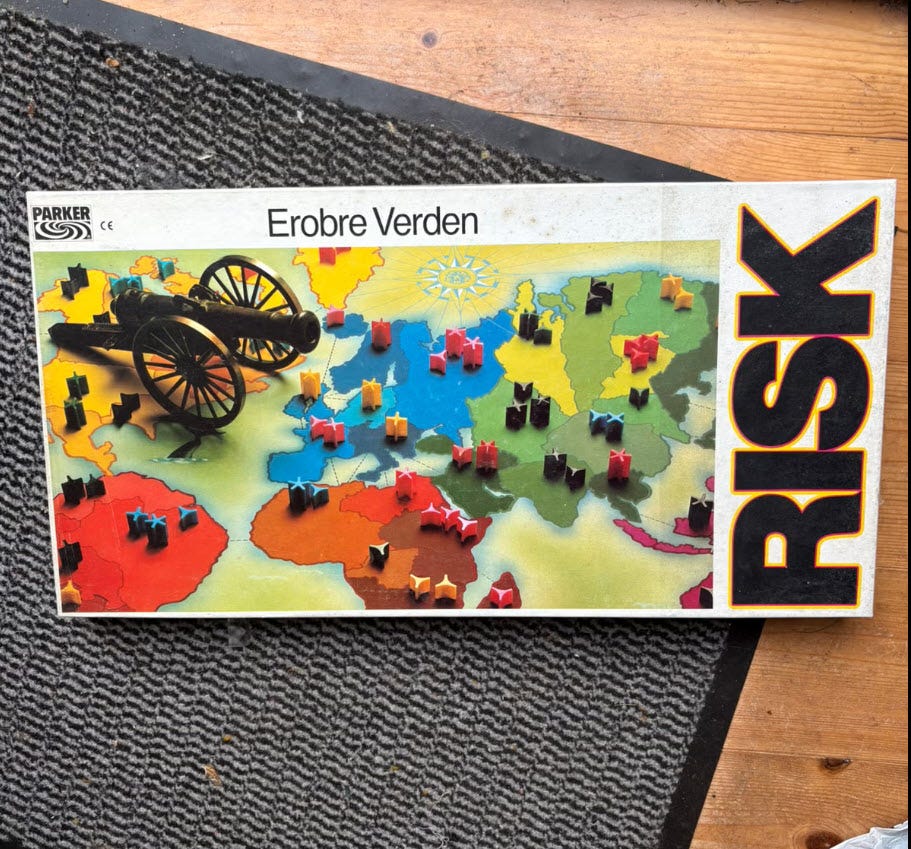 PARKER
CE
Erobre Verden
RISK